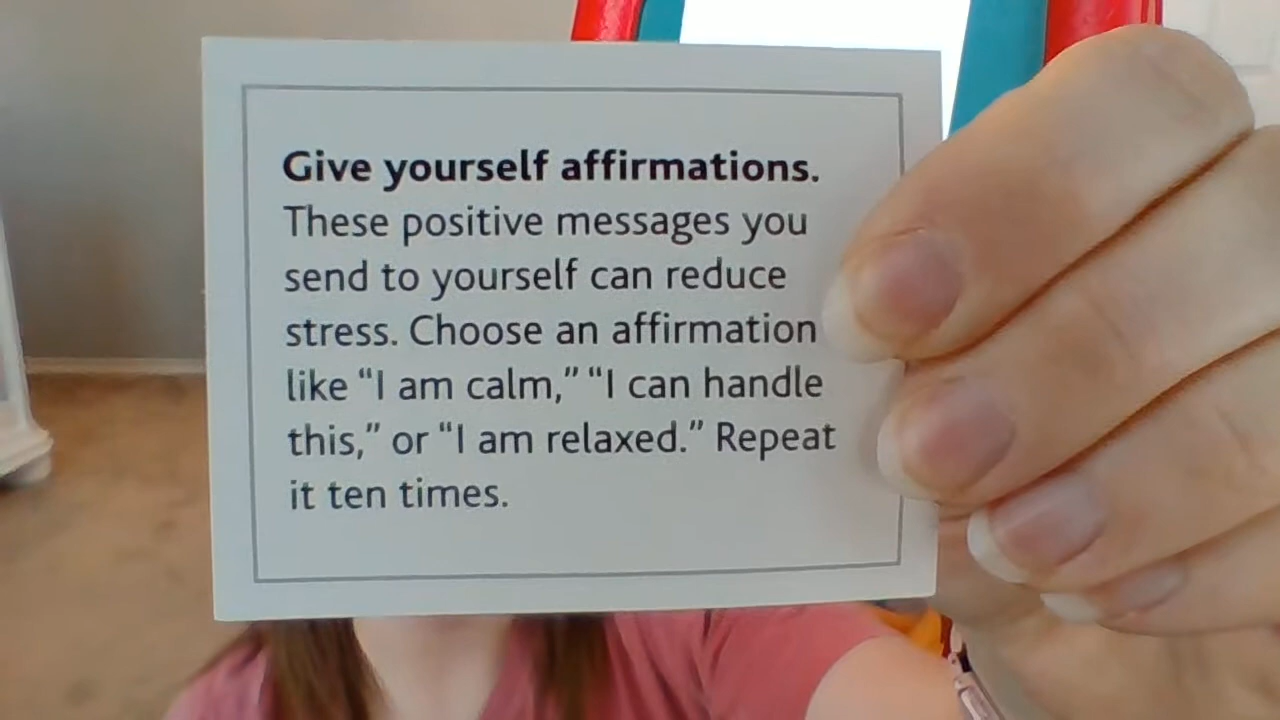 Give yourself affirmations.
These positive messages you
send to yourself can reduce
stress. Choose an affirmation
like “I am calm,” “I can handle
this,” or “I am relaxed.” Repeat
it ten times.